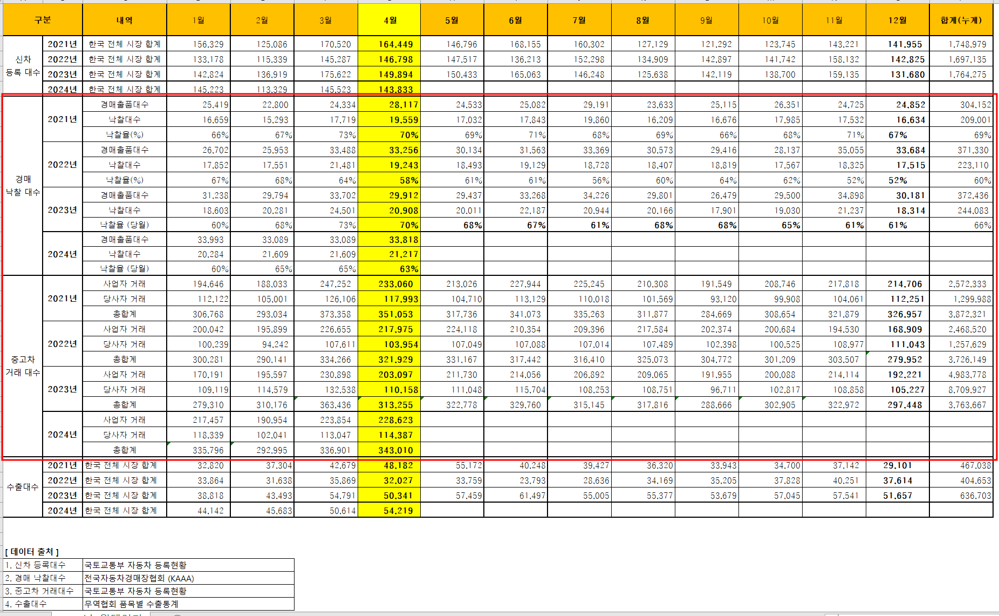 구분 내역 1월 2월 3월 4월 5월 6월 7월 8월 9월 10월 11월 12월 합계(누계)
신차 등록 대수
2021년 한국 전체 시장 합계 156,329 125,086 170,520 164,449 146,796 168,155 160,302 127,129 121,292 123,745 143,221 141,955 1,748,979
2022년 한국 전체 시장 합계 133,178 115,339 145,287 146,798 147,517 136,213 152,298 134,909 142,897 141,742 158,132 142,825 1,697,135
2023년 한국 전체 시장 합계 142,824 136,919 175,622 149,894 150,433 165,063 146,248 125,638 142,119 138,700 159,135 131,680 1,764,275
2024년 한국 전체 시장 합계 145,223 113,329 145,523 143,833
경매 낙찰 대수
2021년 경매출품대수 25,419 22,800 24,334 28,117 24,533 25,082 29,191 23,633 25,115 26,351 24,725 24,852 304,152
낙찰대수 16,659 15,293 17,719 19,559 17,032 17,843 19,860 16,209 16,676 17,985 17,532 16,634 209,001
낙찰율(%) 66% 67% 73% 70% 69% 71% 68% 69% 66% 68% 71% 67% 69%
2022년 경매출품대수 26,702 25,953 33,488 33,256 30,134 31,563 33,369 30,573 29,416 28,137 35,055 33,684 371,330
낙찰대수 17,852 17,551 21,481 19,243 18,493 19,129 18,728 18,407 18,819 17,567 18,325 17,515 223,110
낙찰율(%) 67% 68% 64% 58% 61% 61% 56% 60% 64% 62% 52% 52% 60%
2023년 경매출품대수 31,238 29,794 33,702 29,912 29,437 33,268 34,226 29,801 26,479 29,500 34,898 30,181 372,436
낙찰대수 18,603 20,281 24,501 20,908 20,011 22,187 20,944 20,166 17,901 19,030 21,237 18,314 244,083
낙찰율 (당월) 60% 68% 73% 70% 68% 67% 61% 68% 68% 65% 61% 61% 66%
2024년 경매출품대수 33,993 33,089 33,089 33,818
낙찰대수 20,284 21,609 21,609 21,217
낙찰율 (당월) 60% 65% 65% 63%
중고차 거래 대수
2021년 사업자 거래 194,646 188,033 247,252 233,060 213,026 227,944 225,245 210,308 191,549 208,746 217,818 214,706 2,572,333
당사자 거래 112,122 105,001 126,106 117,993 104,710 113,129 110,018 101,569 93,120 99,908 104,061 112,251 1,299,988
총합계 306,768 293,034 373,358 351,053 317,736 341,073 335,263 311,877 284,669 308,654 321,879 326,957 3,872,321
2022년 사업자 거래 200,042 195,899 226,655 217,975 224,118 210,354 209,396 217,584 202,374 200,684 194,530 168,909 2,468,520
당사자 거래 100,239 94,242 107,611 103,954 107,049 107,088 107,014 107,489 102,398 100,525 108,977 111,043 1,257,629
총합계 300,281 290,141 334,266 321,929 331,167 317,442 316,410 325,073 304,772 301,209 303,507 279,952 3,726,149
2023년 사업자 거래 170,191 195,597 230,898 203,097 211,730 214,056 206,892 209,065 191,955 200,088 214,114 192,221 4,983,778
당사자 거래 109,119 114,579 132,538 110,158 111,048 115,704 108,253 108,751 96,711 102,817 108,858 105,227 8,709,927
총합계 279,310 310,176 363,436 313,255 322,778 329,760 315,145 317,816 288,666 302,905 322,972 297,448 3,763,667
2024년 사업자 거래 217,457 190,954 223,854 228,623
당사자 거래 118,339 102,041 113,047 114,387
총합계 335,796 292,995 336,901 343,010
수출대수
2021년 한국 전체 시장 합계 32,820 37,304 42,679 48,182 55,172 40,248 39,427 36,320 33,943 34,700 37,142 29,101 467,038
2022년 한국 전체 시장 합계 33,864 31,638 35,869 32,027 33,759 23,793 28,636 34,169 35,205 37,828 40,251 37,614 404,653
2023년 한국 전체 시장 합계 38,818 43,493 54,791 50,341 57,459 61,497 55,005 55,377 53,679 57,045 57,541 51,657 636,703
2024년 한국 전체 시장 합계 44,142 45,683 50,614 54,219
[ 데이터 출처 ]
1. 신차 등록대수 국토교통부 자동차 등록현황
2. 경매 낙찰대수 전국자동차경매장협회 (KAAA)
3. 중고차 거래대수 국토교통부 자동차 등록현황
4. 수출대수 무역협회 품목별 수출통계